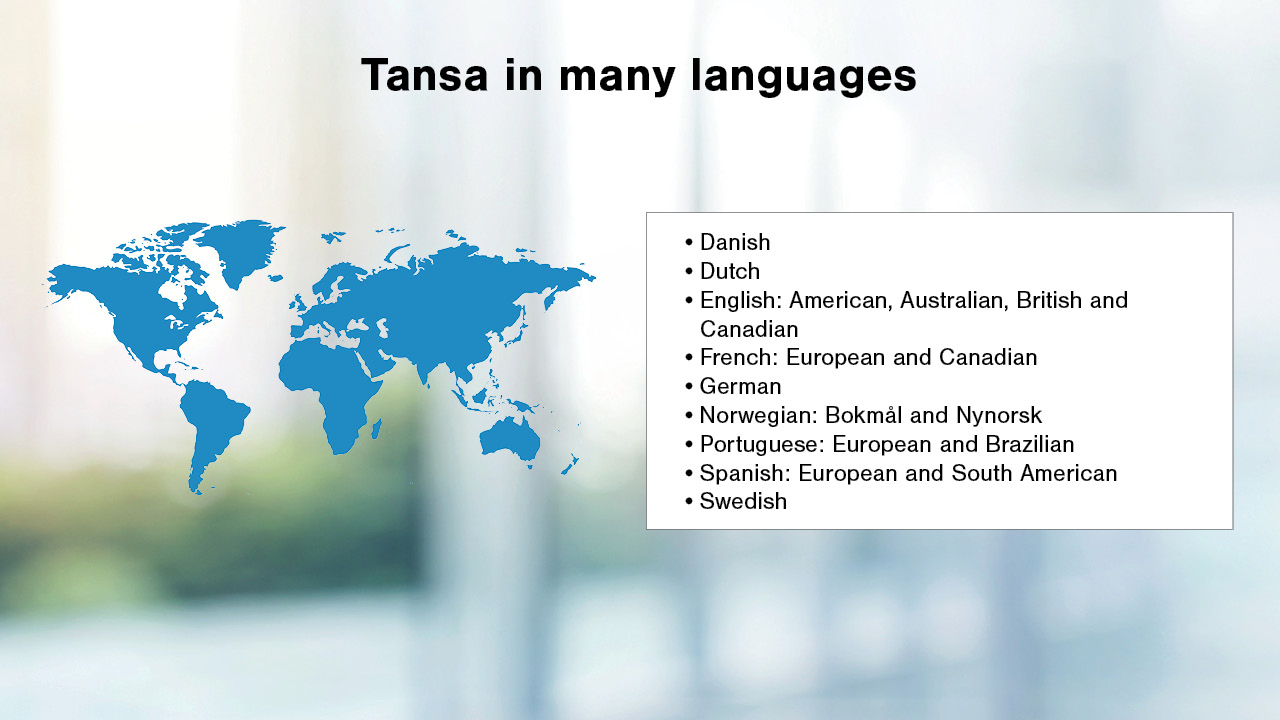 Tansa in many languages
• Danish
• Dutch
• English: American, Australian, British and
Canadian
• French: European and Canadian
• German
• Norwegian: Bokmål and Nynorsk
• Portuguese: European and Brazilian
• Spanish: European and South American
• Swedish